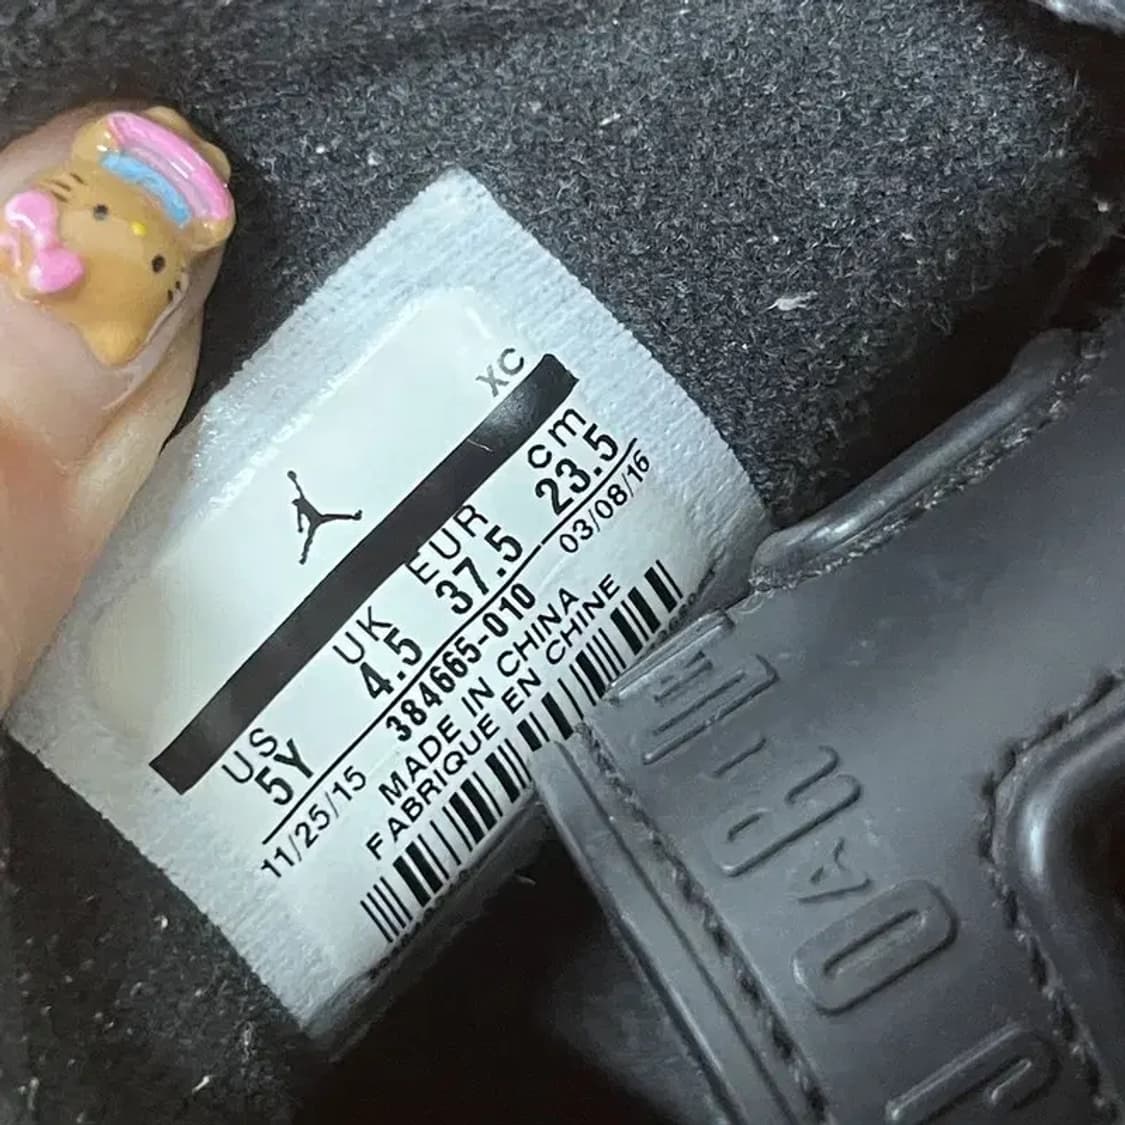 XC
US UK EUR cm
5Y 4.5 37.5 23.5
11/25/15 384665-010 03/08/16
MADE IN CHINA
FABRIQUE EN CHINE